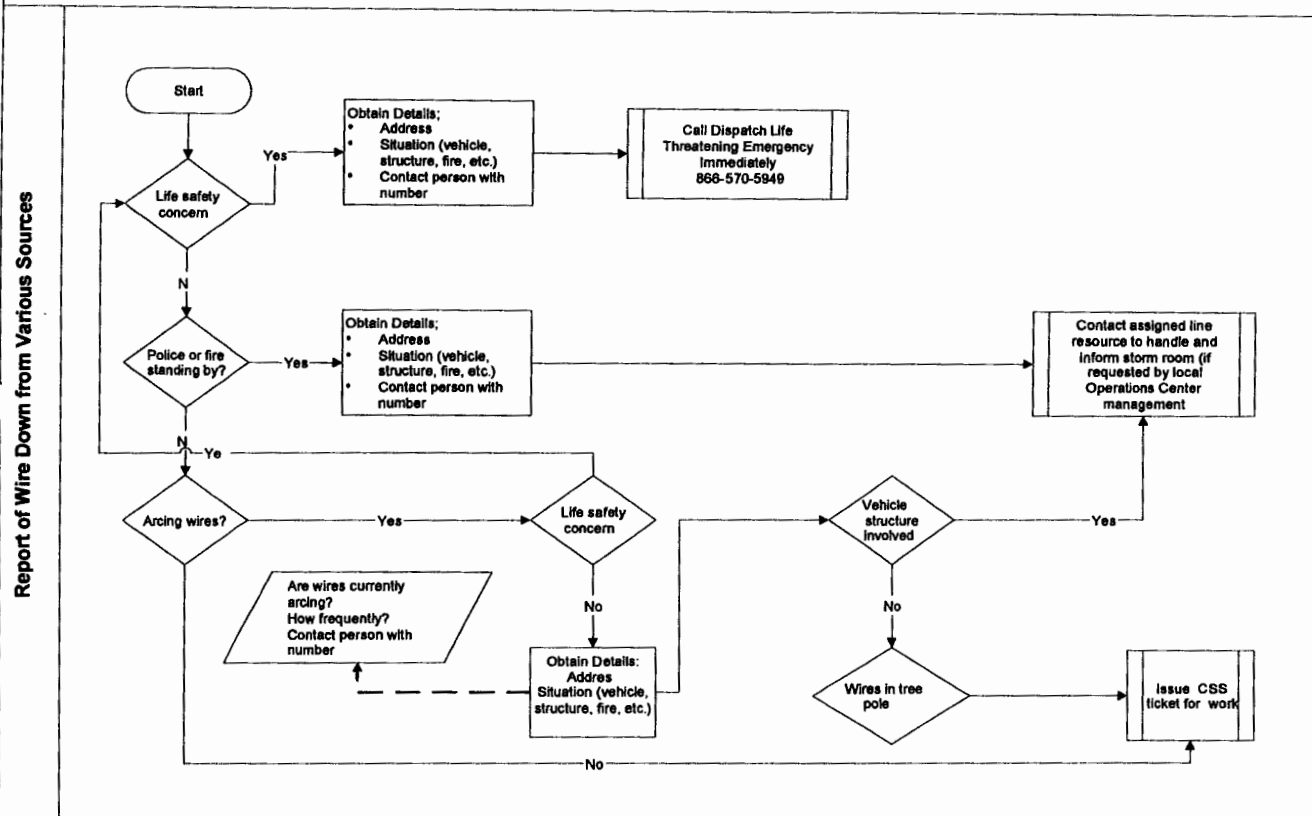 Report of Wire Down from Various Sources
Start
Life safety
concern
Yes
Obtain Details;
• Address
• Situation (vehicle,
structure, fire, etc.)
• Contact person with
number
Call Dispatch Life
Threatening Emergency
Immediately
866-570-5949
N
Police or fire
standing by?
Yes
Obtain Details;
• Address
• Situation (vehicle,
structure, fire, etc.)
• Contact person with
number
Contact assigned line
resource to handle and
inform storm room (if
requested by local
Operations Center
management
N
Ye
Arcing wires?
Yes
Life safety
concern
Vehicle
structure
involved
Yes
Are wires currently
arcing?
How frequently?
Contact person with
number
No
Obtain Details:
Addres
Situation (vehicle,
structure, fire, etc.)
No
Wires in tree
pole
Issue CSS
ticket for work
No